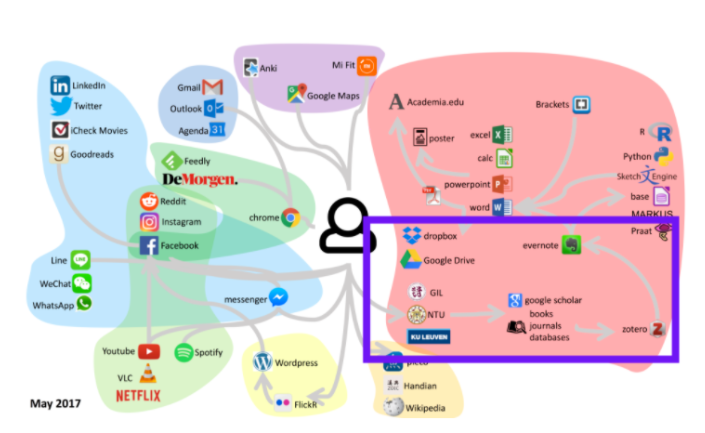 LinkedIn
Twitter
iCheck Movies
Goodreads
Gmail
Outlook
Agenda 31
Anki
Mi Fit
Google Maps
Feedly
DeMorgen.
Reddit
Instagram
Facebook
chrome
Line
WeChat
WhatsApp
messenger
Youtube
Spotify
VLC
NETFLIX
Wordpress
FlickR
May 2017
Academia.edu
Brackets
poster
excel
calc
powerpoint
word
R
Python
Sketch Engine
base
MARKUS
Praat
dropbox
Google Drive
evernote
GIL
NTU
KU LEUVEN
google scholar
books
journals
databases
zotero
Handian
Wikipedia